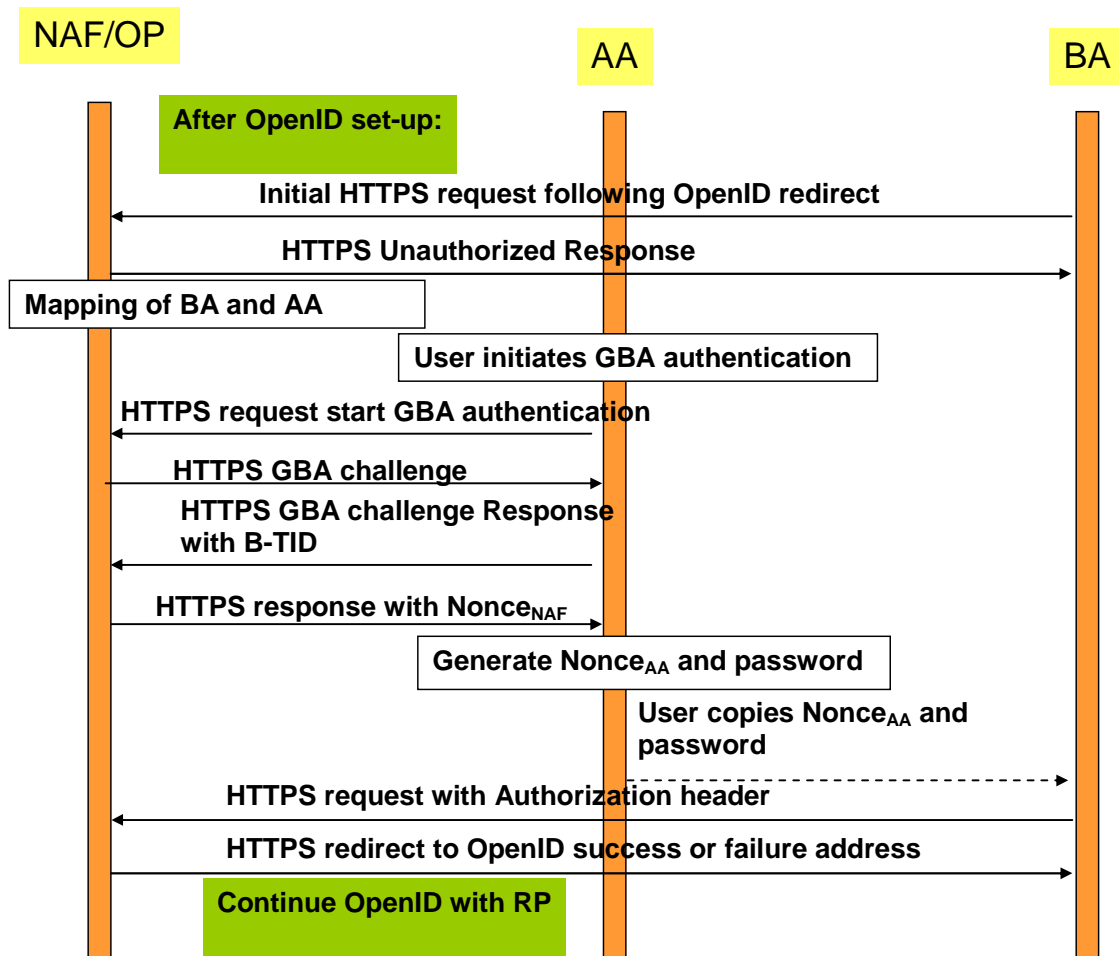 NAF/OP
AA
BA
After OpenID set-up:
Initial HTTPS request following OpenID redirect
HTTPS Unauthorized Response
Mapping of BA and AA
User initiates GBA authentication
HTTPS request start GBA authentication
HTTPS GBA challenge
HTTPS GBA challenge Response
with B-TID
HTTPS response with NonceNAF
Generate NonceAA and password
User copies NonceAA and
password
HTTPS request with Authorization header
HTTPS redirect to OpenID success or failure address
Continue OpenID with RP